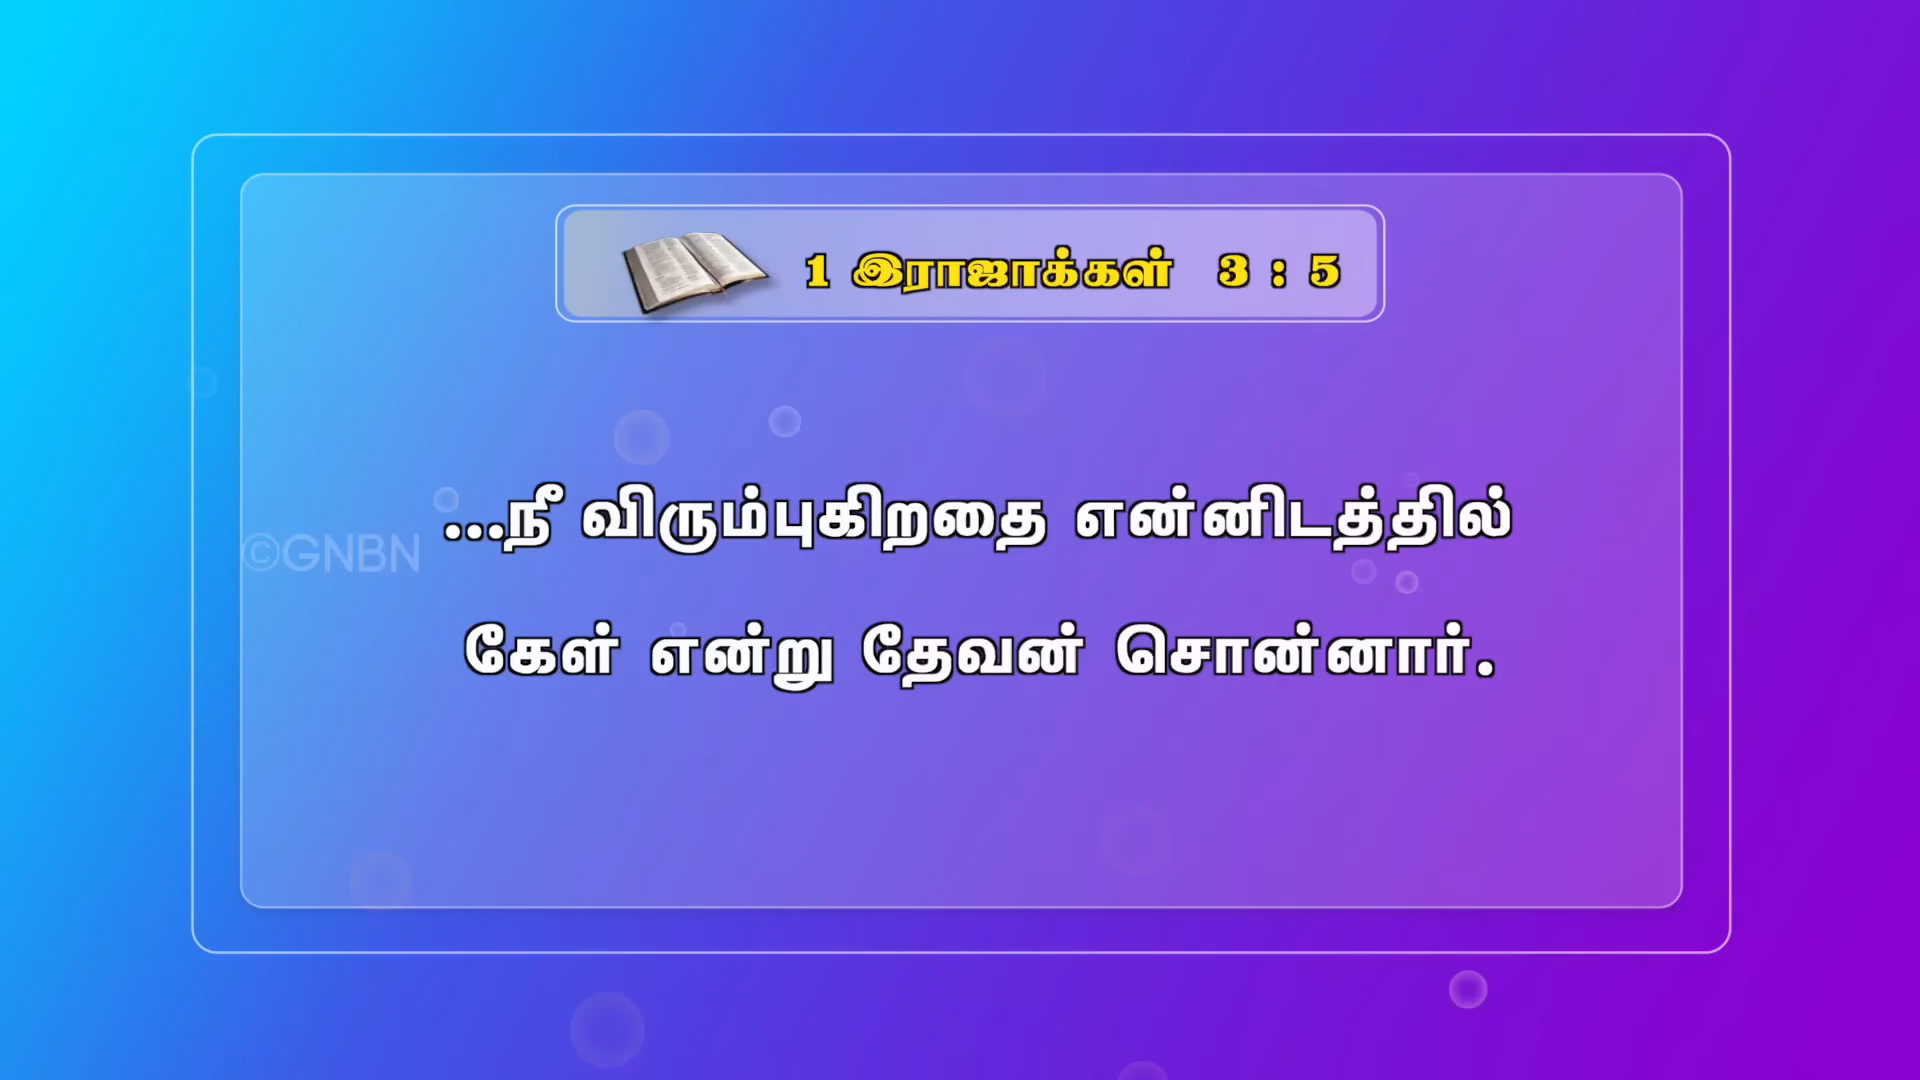 1 இராஜாக்கள் 3 : 5
...நீ விரும்புகிறதை என்னிடத்தில்
©GNBN
கேள் என்று தேவன் சொன்னார்.